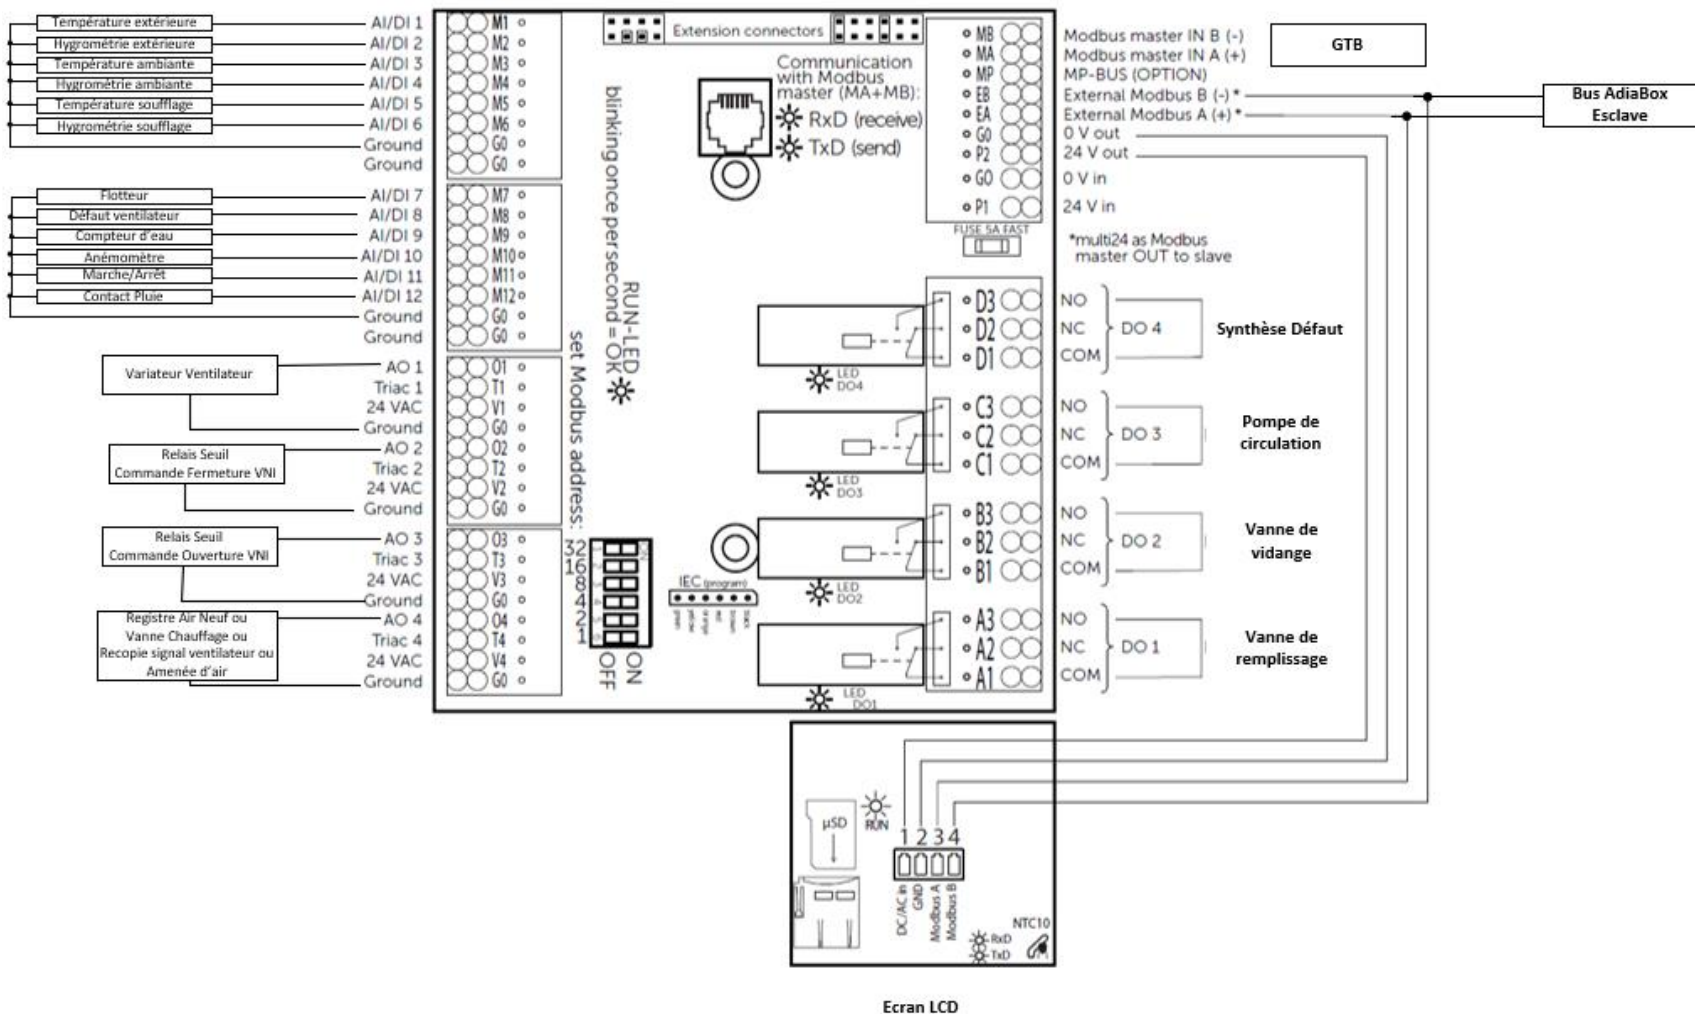 Température extérieure AI/DI 1 M1
Hygrométrie extérieure AI/DI 2 M2
Température ambiante AI/DI 3 M3
Hygrométrie ambiante AI/DI 4 M4
Température soufflage AI/DI 5 M5
Hygrométrie soufflage AI/DI 6 M6
Ground G0
Ground G0
Flotteur AI/DI 7 M7
Défaut ventilateur AI/DI 8 M8
Compteur d'eau AI/DI 9 M9
Anémomètre AI/DI 10 M10
Marche/Arrêt AI/DI 11 M11
Contact Pluie AI/DI 12 M12
Ground G0
Ground G0
Variateur Ventilateur
AO 1 O1
Triac 1 T1
24 VAC V1
Ground G0
Relais Seuil
Commande Fermeture VNI
AO 2 O2
Triac 2 T2
24 VAC V2
Ground G0
Relais Seuil
Commande Ouverture VNI
AO 3 O3
Triac 3 T3
24 VAC V3
Ground G0
Registre Air Neuf ou
Vanne Chauffage ou
Recopie signal ventilateur ou
Amenée d'air
AO 4 O4
Triac 4 T4
24 VAC V4
Ground G0
Extension connectors
Communication
with Modbus
master (MA+MB):
RxD (receive)
TxD (send)
RUN-LED
blinking once per second = OK
set Modbus address:
32 1
16 2
8 3
4 4
2 5
1 6
ON
OFF
ON
IEC (program)
green
yellow
orange
red
brown
black
MB Modbus master IN B (-)
MA Modbus master IN A (+)
MP MP-BUS (OPTION)
EB External Modbus B (-) *
EA External Modbus A (+) *
G0 0 V out
P2 24 V out
G0 0 V in
P1 24 V in
GTB
Bus AdiaBox
Esclave
FUSE 5A FAST
*multi24 as Modbus
master OUT to slave
D3 NO
D2 NC DO 4
D1 COM
Synthèse Défaut
LED
DO4
C3 NO
C2 NC DO 3
C1 COM
Pompe de
circulation
LED
DO3
B3 NO
B2 NC DO 2
B1 COM
Vanne de
vidange
LED
DO2
A3 NO
A2 NC DO 1
A1 COM
Vanne de
remplissage
LED
DO1
µSD
RUN
1 2 3 4
DC/AC in
GND
Modbus A
Modbus B
NTC10
RxD
TxD
Ecran LCD